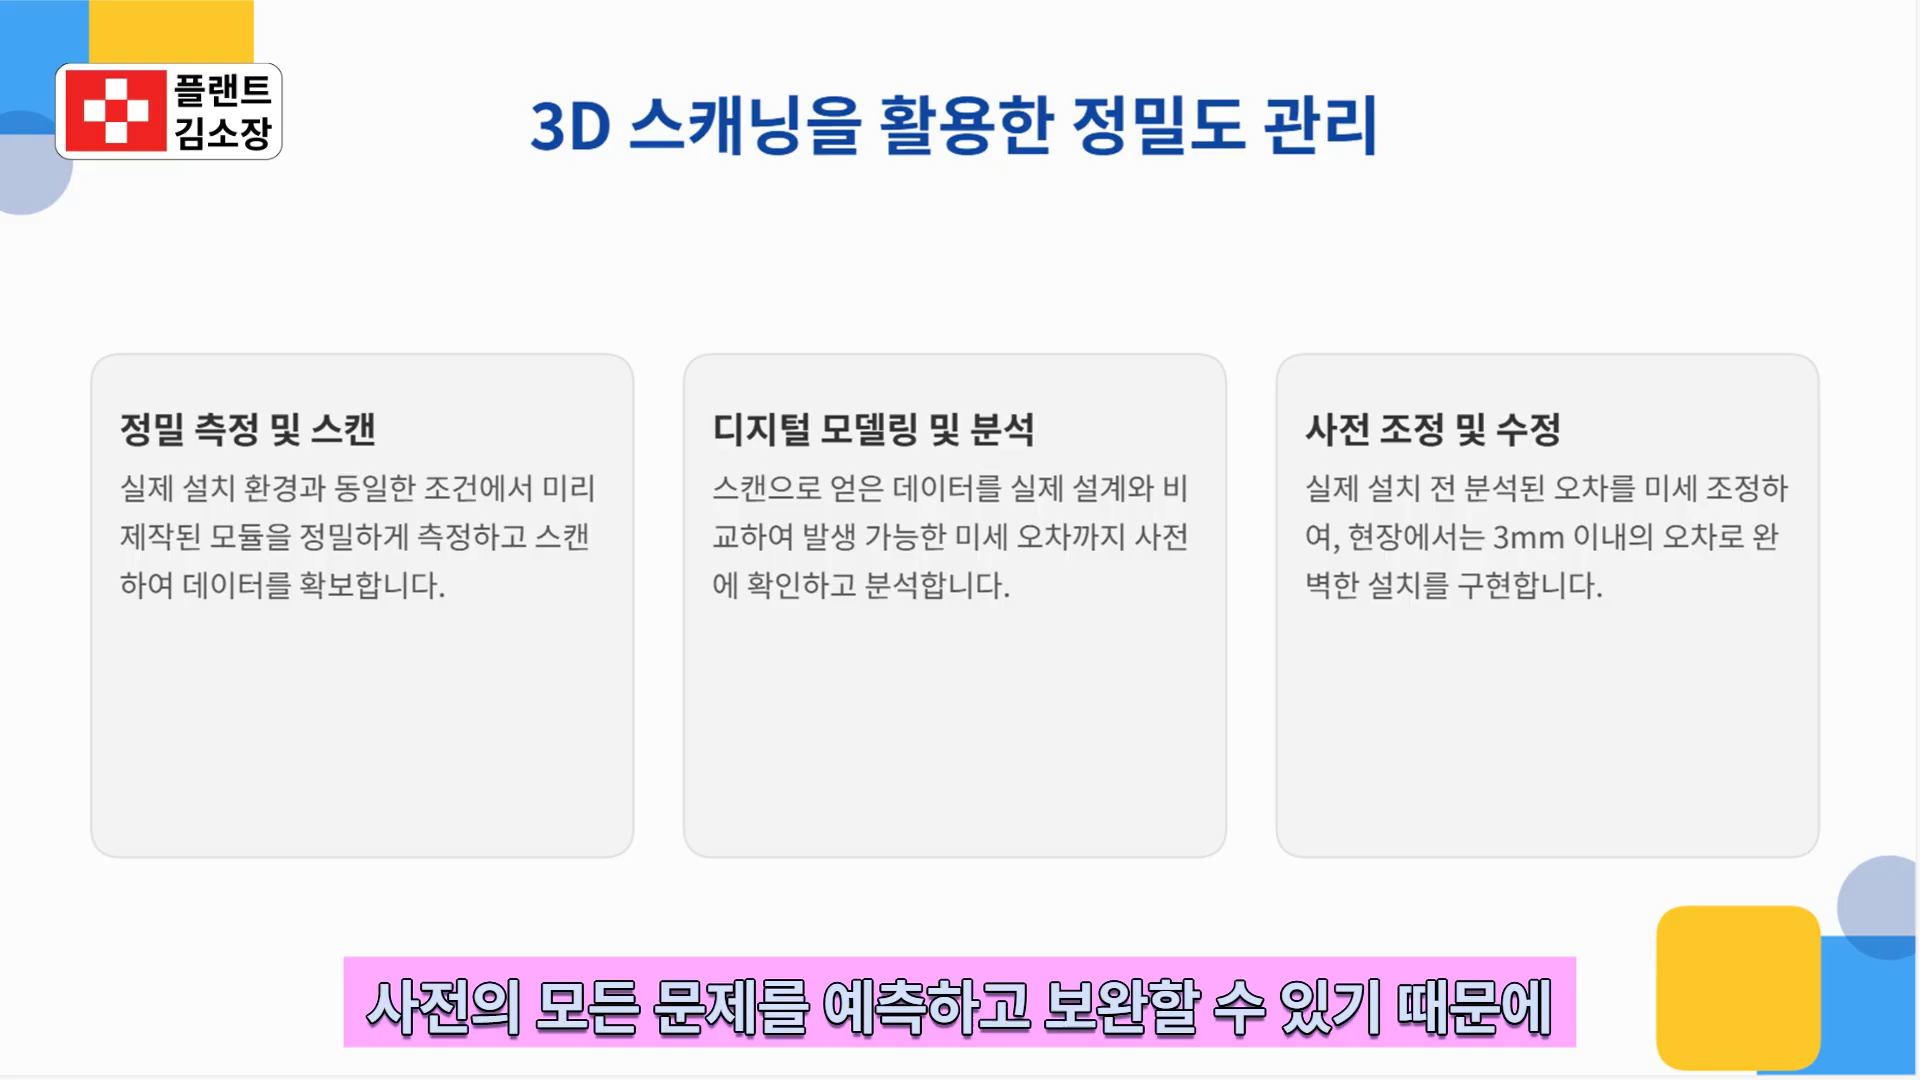 플랜트
김소장
3D 스캐닝을 활용한 정밀도 관리
정밀 측정 및 스캔
실제 설치 환경과 동일한 조건에서 미리
제작된 모듈을 정밀하게 측정하고 스캔
하여 데이터를 확보합니다.
디지털 모델링 및 분석
스캔으로 얻은 데이터를 실제 설계와 비
교하여 발생 가능한 미세 오차까지 사전
에 확인하고 분석합니다.
사전 조정 및 수정
실제 설치 전 분석된 오차를 미세 조정하
여, 현장에서는 3mm 이내의 오차로 완
벽한 설치를 구현합니다.
사전의 모든 문제를 예측하고 보완할 수 있기 때문에